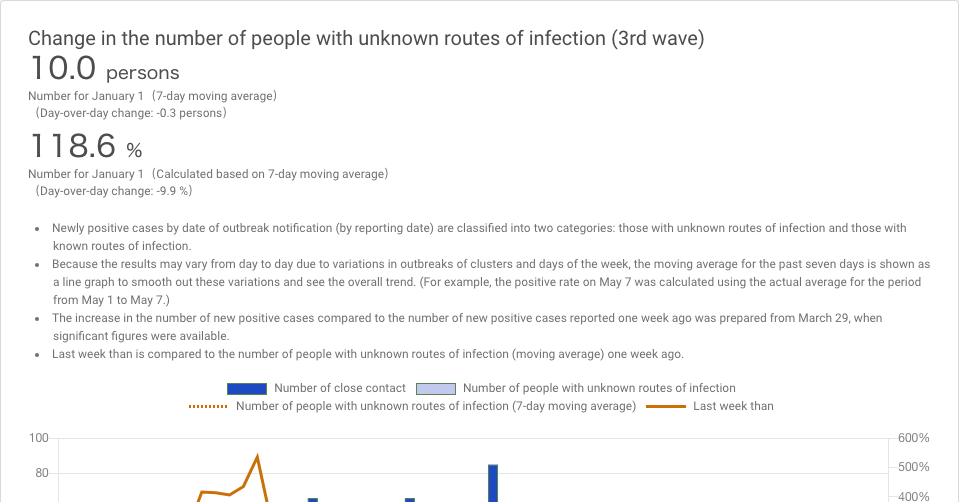 Change in the number of people with unknown routes of infection (3rd wave)
10.0 persons
Number for January 1（7-day moving average）
（Day-over-day change: -0.3 persons）
118.6 %
Number for January 1（Calculated based on 7-day moving average）
（Day-over-day change: -9.9 %）
• Newly positive cases by date of outbreak notification (by reporting date) are classified into two categories: those with unknown routes of infection and those with
known routes of infection.
• Because the results may vary from day to day due to variations in outbreaks of clusters and days of the week, the moving average for the past seven days is shown as
a line graph to smooth out these variations and see the overall trend. (For example, the positive rate on May 7 was calculated using the actual average for the period
from May 1 to May 7.)
• The increase in the number of new positive cases compared to the number of new positive cases reported one week ago was prepared from March 29, when
significant figures were available.
• Last week than is compared to the number of people with unknown routes of infection (moving average) one week ago.
Number of close contact Number of people with unknown routes of infection
Number of people with unknown routes of infection (7-day moving average) Last week than
100 600%
500%
80
400%